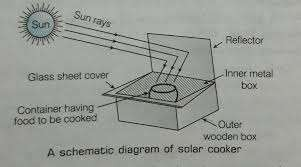 Sun
Sun rays
Reflector
Glass sheet cover
Inner metal
box
Container having
food to be cooked
Outer
wooden box
A schematic diagram of solar cooker